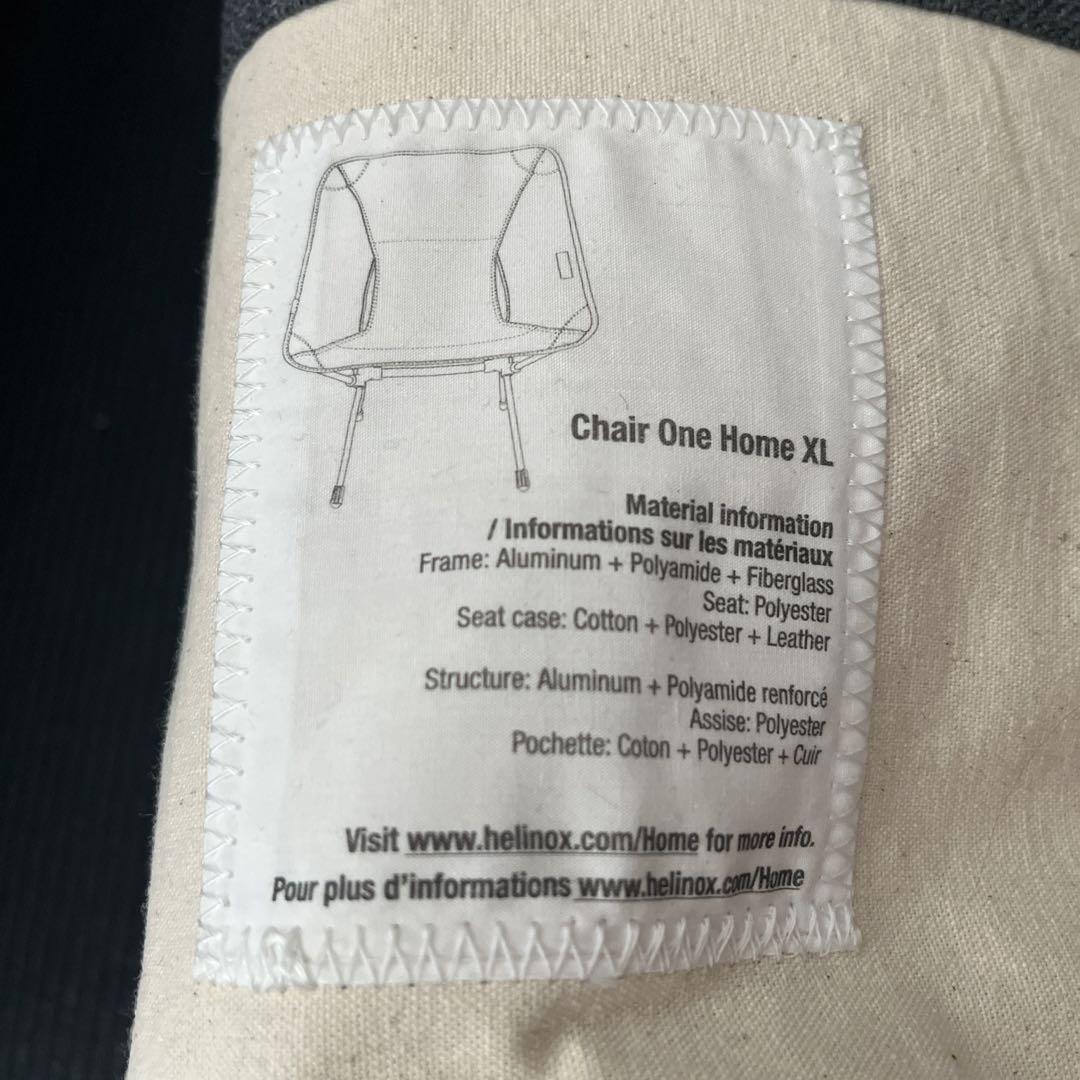 Chair One Home XL
Material information
/ Informations sur les matériaux
Frame: Aluminum + Polyamide + Fiberglass
Seat: Polyester
Seat case: Cotton + Polyester + Leather
Structure: Aluminum + Polyamide renforcé
Assise: Polyester
Pochette: Coton + Polyester + Cuir
Visit www.helinox.com/Home for more info.
Pour plus d'informations www.helinox.com/Home